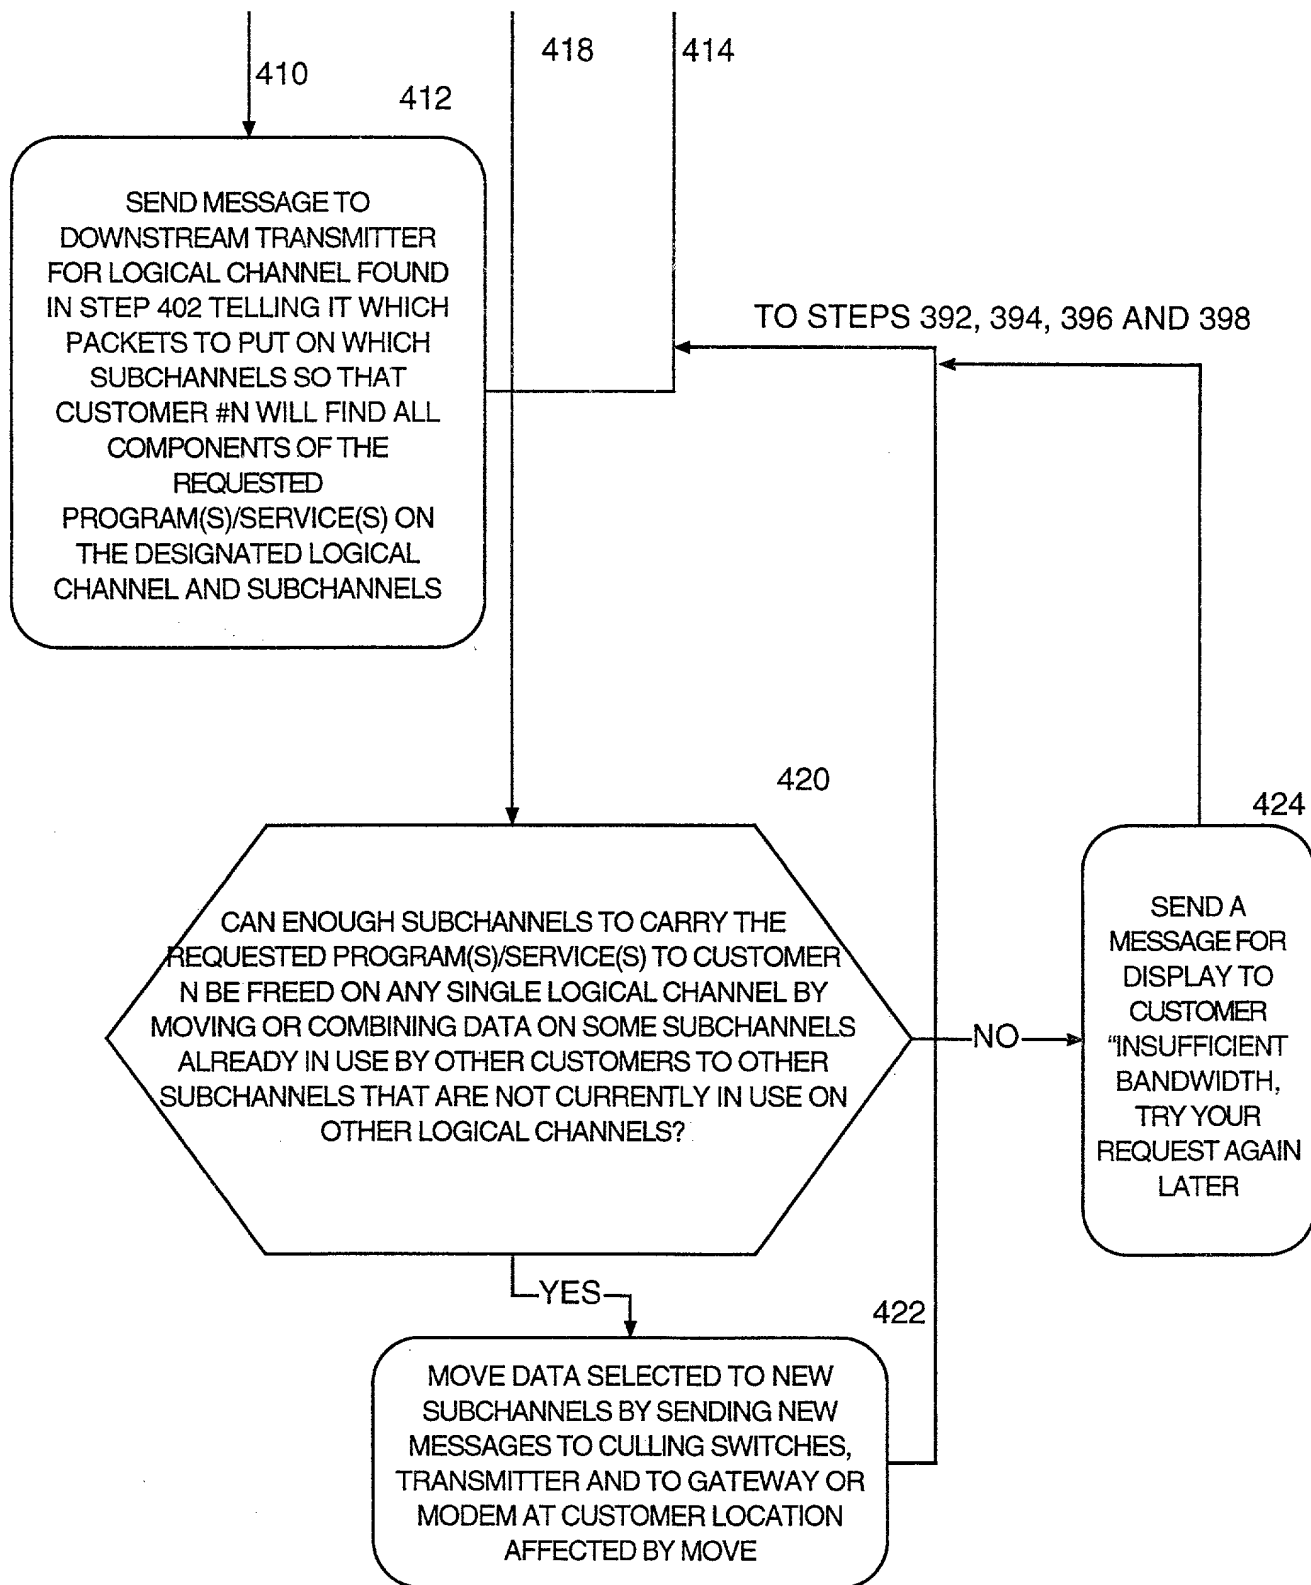 410
418
414
412
SEND MESSAGE TO
DOWNSTREAM TRANSMITTER
FOR LOGICAL CHANNEL FOUND
IN STEP 402 TELLING IT WHICH
PACKETS TO PUT ON WHICH
SUBCHANNELS SO THAT
CUSTOMER #N WILL FIND ALL
COMPONENTS OF THE
REQUESTED
PROGRAM(S)/SERVICE(S) ON
THE DESIGNATED LOGICAL
CHANNEL AND SUBCHANNELS
TO STEPS 392, 394, 396 AND 398
420
CAN ENOUGH SUBCHANNELS TO CARRY THE
REQUESTED PROGRAM(S)/SERVICE(S) TO CUSTOMER
N BE FREED ON ANY SINGLE LOGICAL CHANNEL BY
MOVING OR COMBINING DATA ON SOME SUBCHANNELS
ALREADY IN USE BY OTHER CUSTOMERS TO OTHER
SUBCHANNELS THAT ARE NOT CURRENTLY IN USE ON
OTHER LOGICAL CHANNELS?
NO
424
SEND A
MESSAGE FOR
DISPLAY TO
CUSTOMER
"INSUFFICIENT
BANDWIDTH,
TRY YOUR
REQUEST AGAIN
LATER
YES
422
MOVE DATA SELECTED TO NEW
SUBCHANNELS BY SENDING NEW
MESSAGES TO CULLING SWITCHES,
TRANSMITTER AND TO GATEWAY OR
MODEM AT CUSTOMER LOCATION
AFFECTED BY MOVE